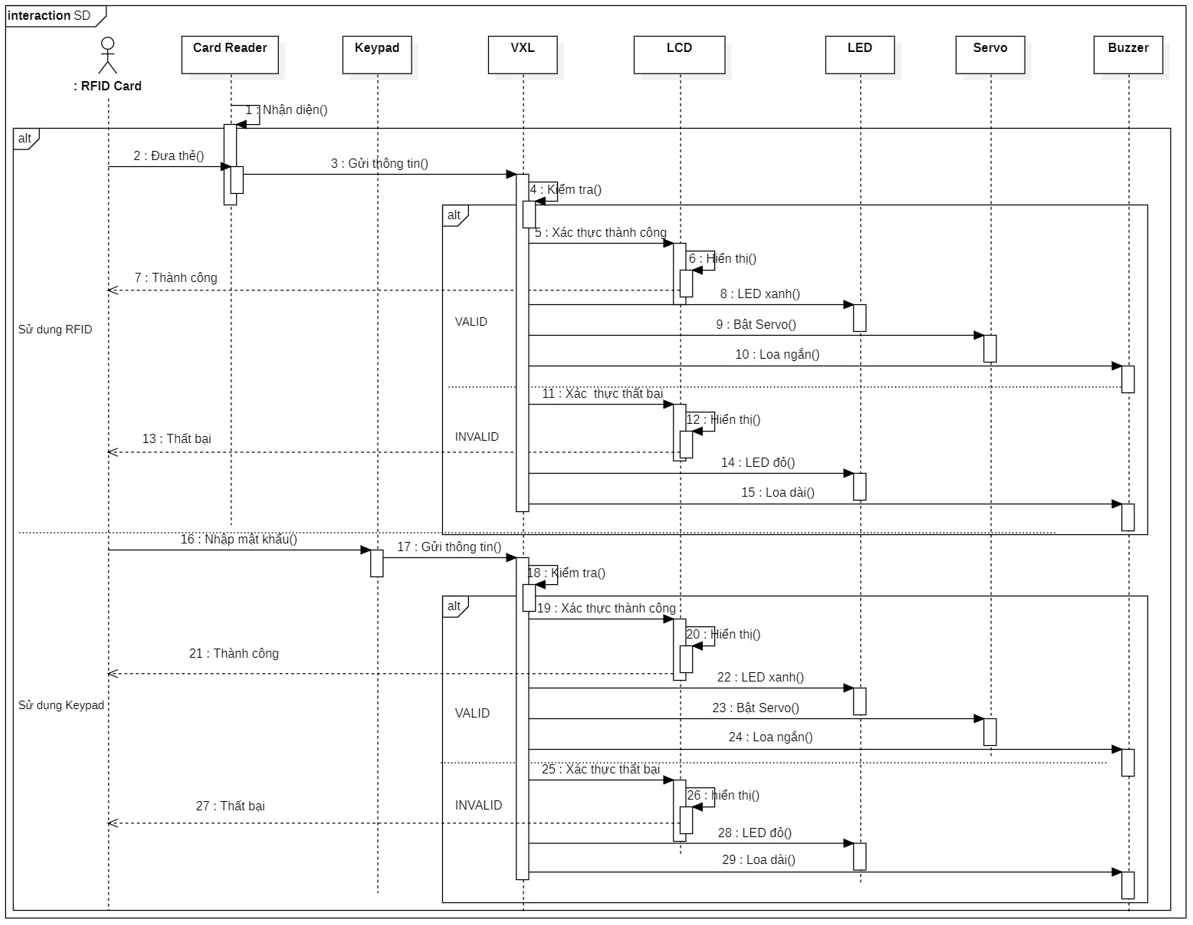 interaction SD
Card Reader
Keypad
VXL
LCD
LED
Servo
Buzzer
: RFID Card
1 : Nhận diện()
alt
2 : Đưa thẻ()
3 : Gửi thông tin()
4 : Kiểm tra()
alt
5 : Xác thực thành công
6 : Hiển thị()
7 : Thành công
8 : LED xanh()
Sử dụng RFID
VALID
9 : Bật Servo()
10 : Loa ngắn()
11 : Xác  thực thất bại
12 : Hiển thị()
13 : Thất bại
INVALID
14 : LED đỏ()
15 : Loa dài()
16 : Nhập mật khẩu()
17 : Gửi thông tin()
18 : Kiểm tra()
alt
19 : Xác thực thành công
20 : Hiển thị()
21 : Thành công
22 : LED xanh()
Sử dụng Keypad
VALID
23 : Bật Servo()
24 : Loa ngắn()
25 : Xác thực thất bại
26 : hiển thị()
27 : Thất bại
INVALID
28 : LED đỏ()
29 : Loa dài()